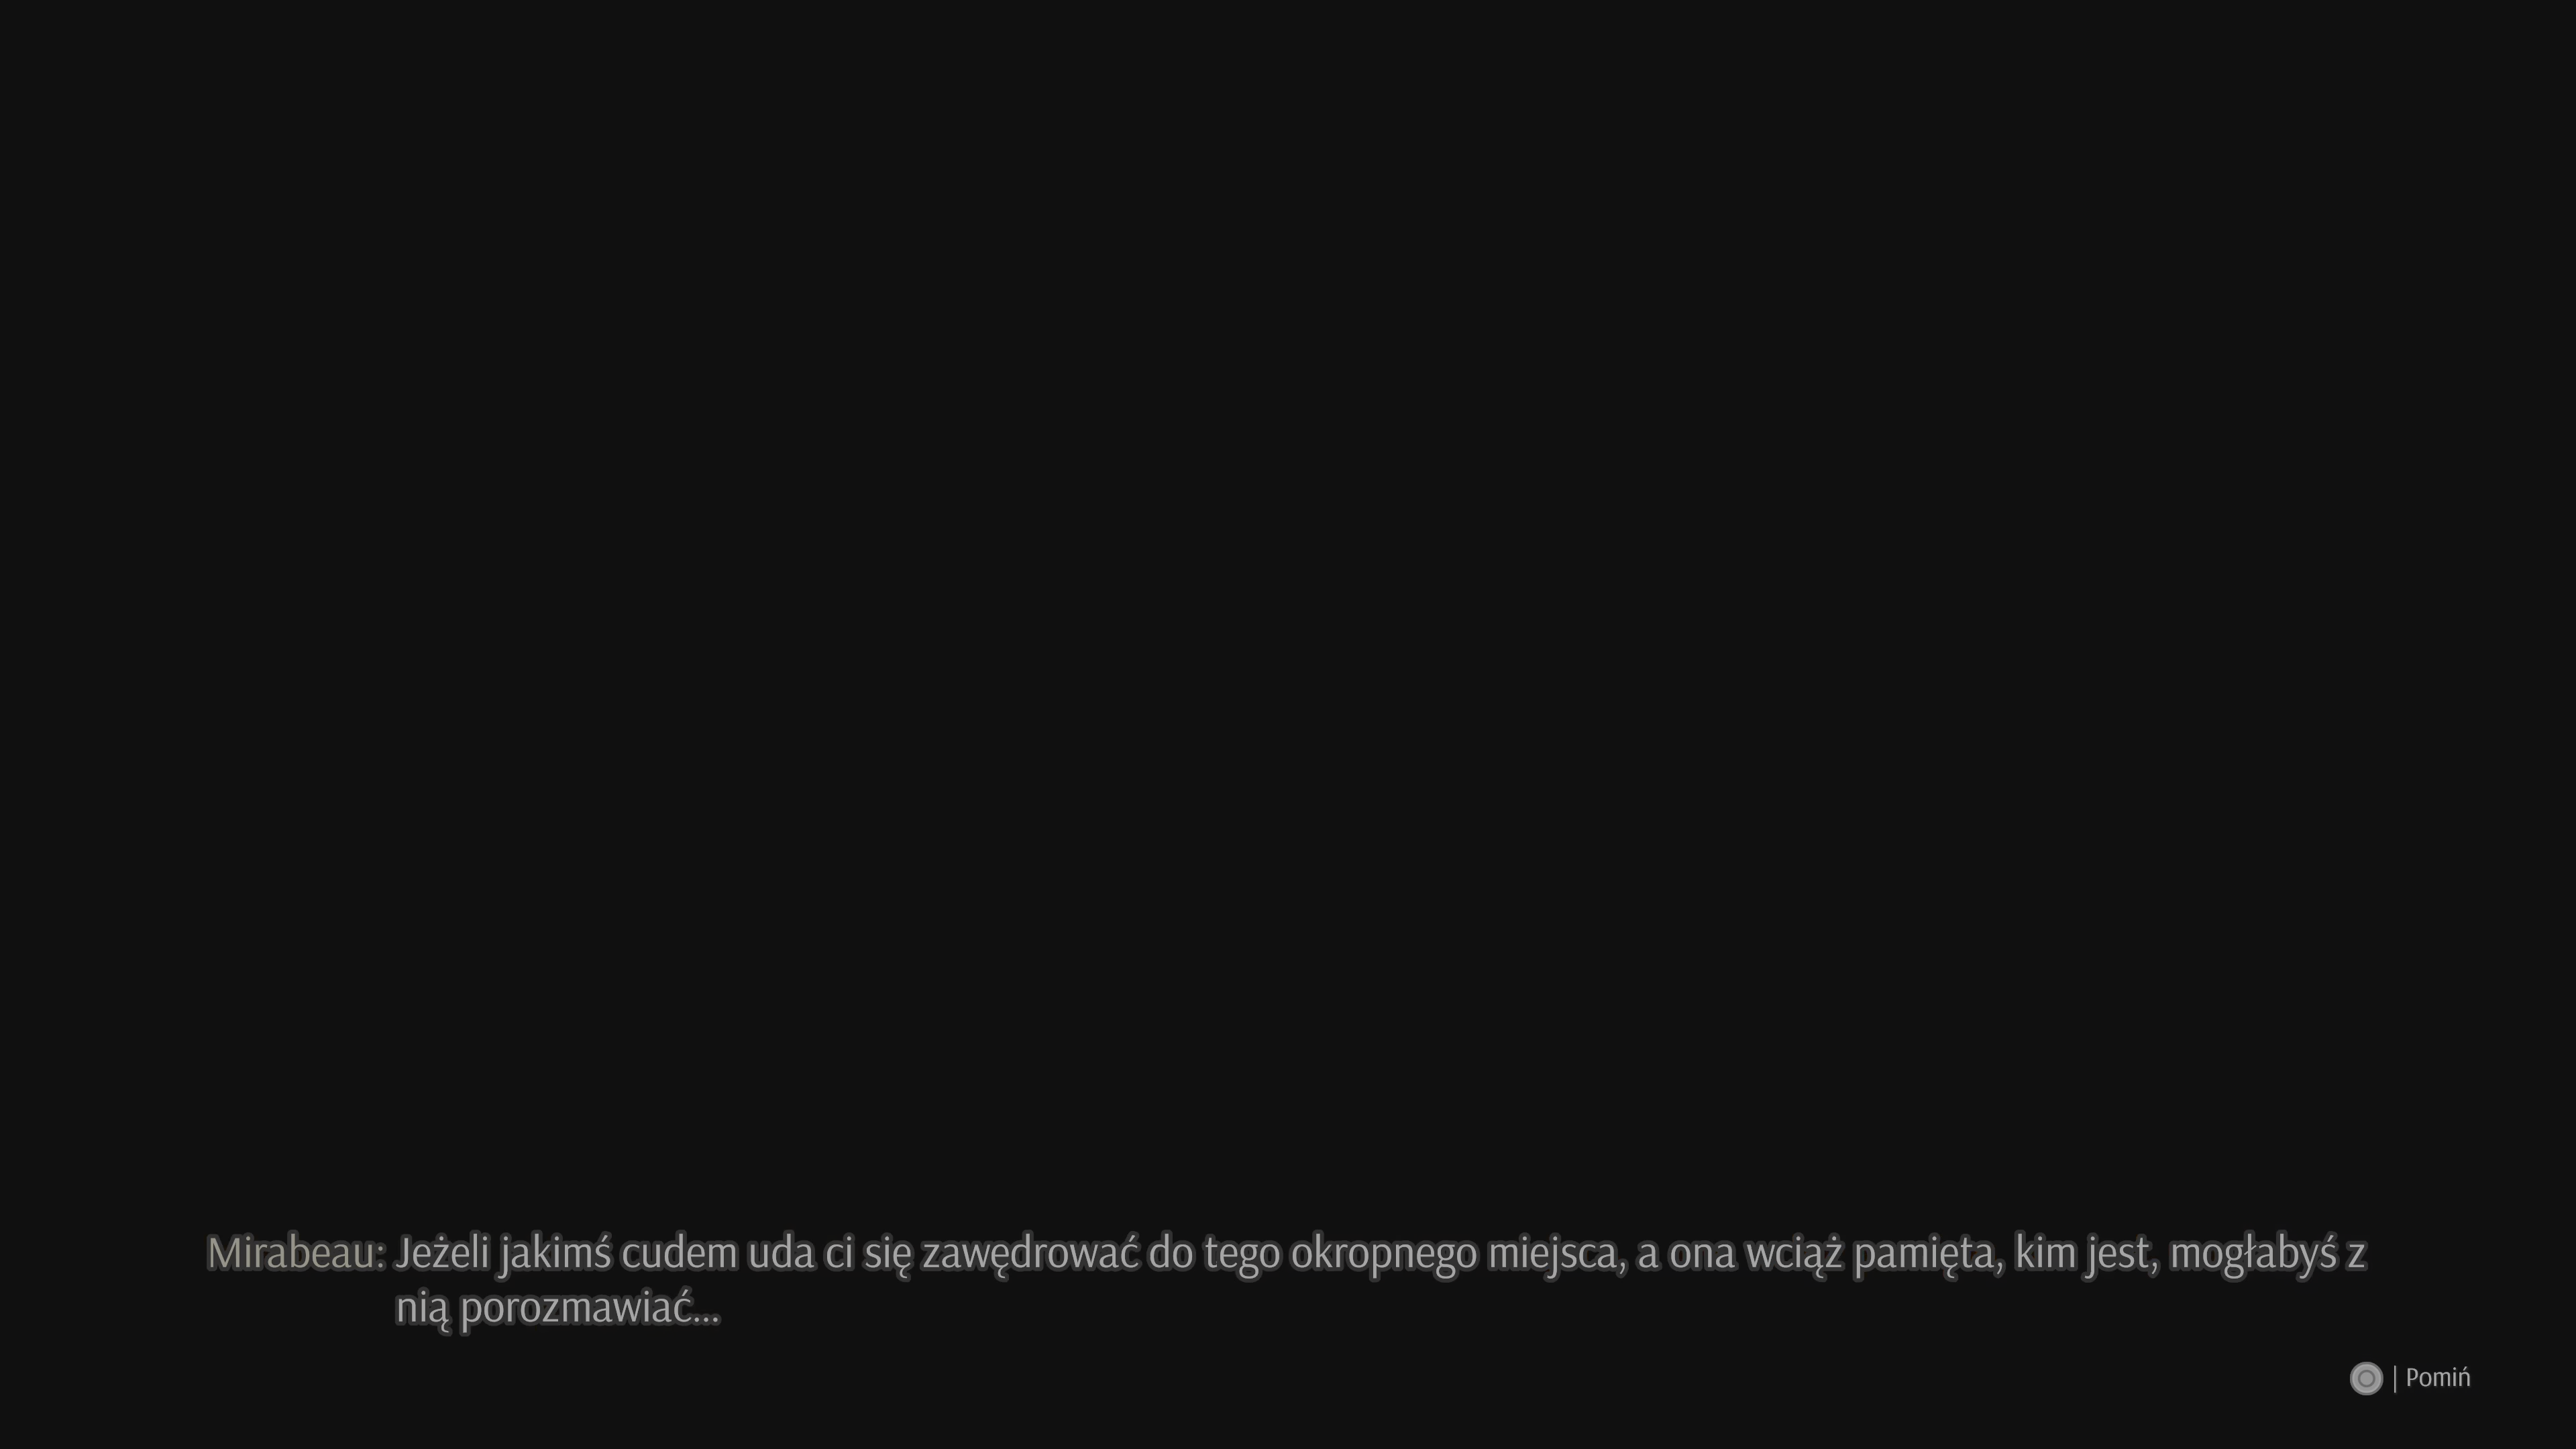 Mirabeau: Jeżeli jakimś cudem uda ci się zawędrować do tego okropnego miejsca, a ona wciąż pamięta, kim jest, mogłabyś z
nią porozmawiać...
| Pomiń